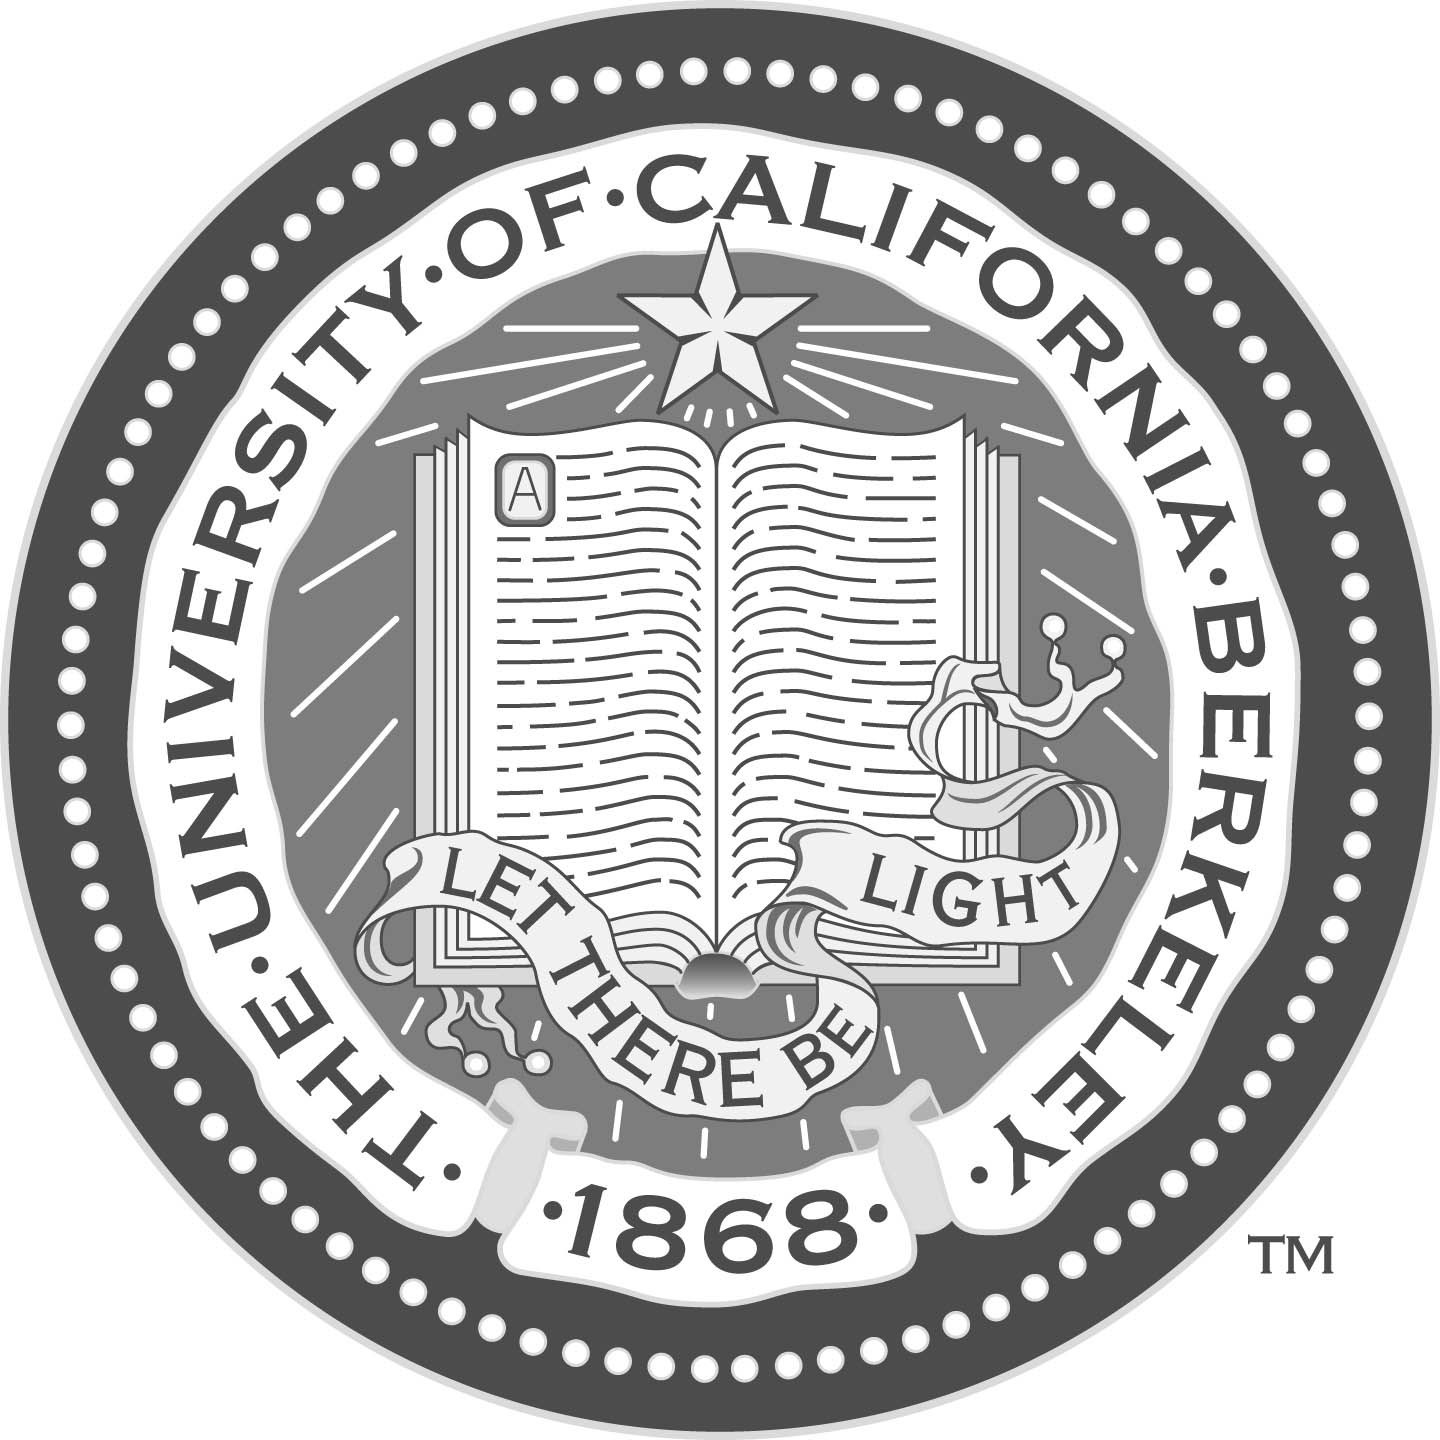 THE·UNIVERSITY·OF·CALIFORNIA·BERKELEY·
A
LET THERE BE LIGHT
·1868·
TM